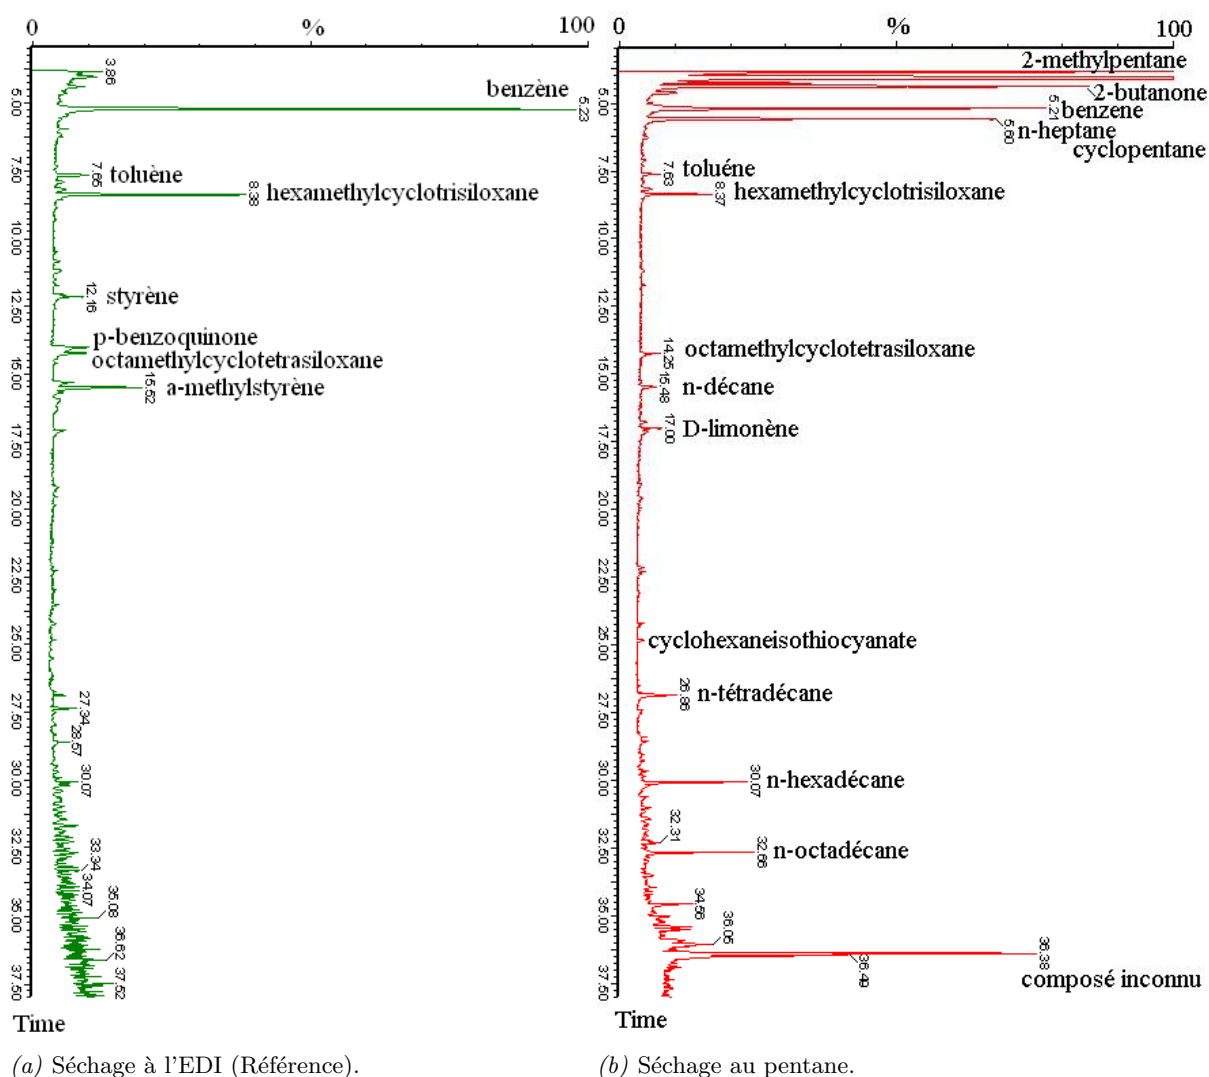 0 % 100
3.86
benzène
5.23
7.65 toluène
8.38 hexamethylcyclotrisiloxane
12.16 styrène
p-benzoquinone
octamethylcyclotetrasiloxane
15.52 a-methylstyrène
27.34
28.57
30.07
33.34
34.07
35.08
36.62
37.52
5.00
7.50
10.00
12.50
15.00
17.50
20.00
22.50
25.00
27.50
30.00
32.50
35.00
37.50
Time
(a) Séchage à l'EDI (Référence).
0 % 100
2-methylpentane
2-butanone
5.21 benzene
5.60 n-heptane
cyclopentane
7.63 toluéne
8.37 hexamethylcyclotrisiloxane
14.25 octamethylcyclotetrasiloxane
15.48 n-décane
17.00 D-limonène
cyclohexaneisothiocyanate
26.86 n-tétradécane
30.07 n-hexadécane
32.31
32.66 n-octadécane
34.56
36.05
36.38
36.49
composé inconnu
5.00
7.50
10.00
12.50
15.00
17.50
20.00
22.50
25.00
27.50
30.00
32.50
35.00
37.50
Time
(b) Séchage au pentane.